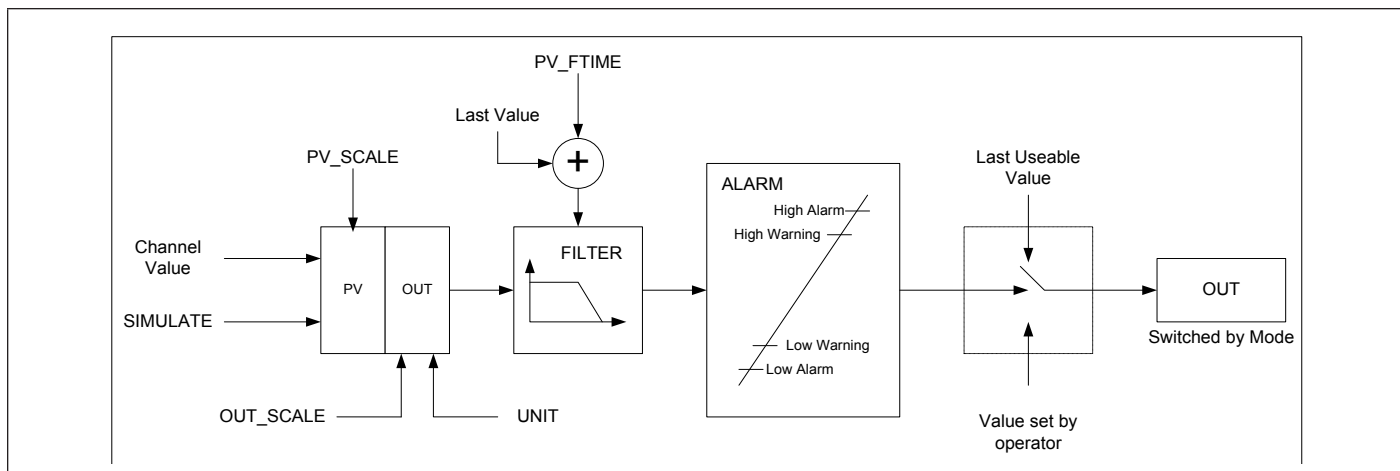 PV_FTIME
Last Value
PV_SCALE
Channel
Value
SIMULATE
PV
OUT
OUT_SCALE
UNIT
FILTER
+
ALARM
High Alarm
High Warning
Low Warning
Low Alarm
Last Useable
Value
Value set by
operator
OUT
Switched by Mode